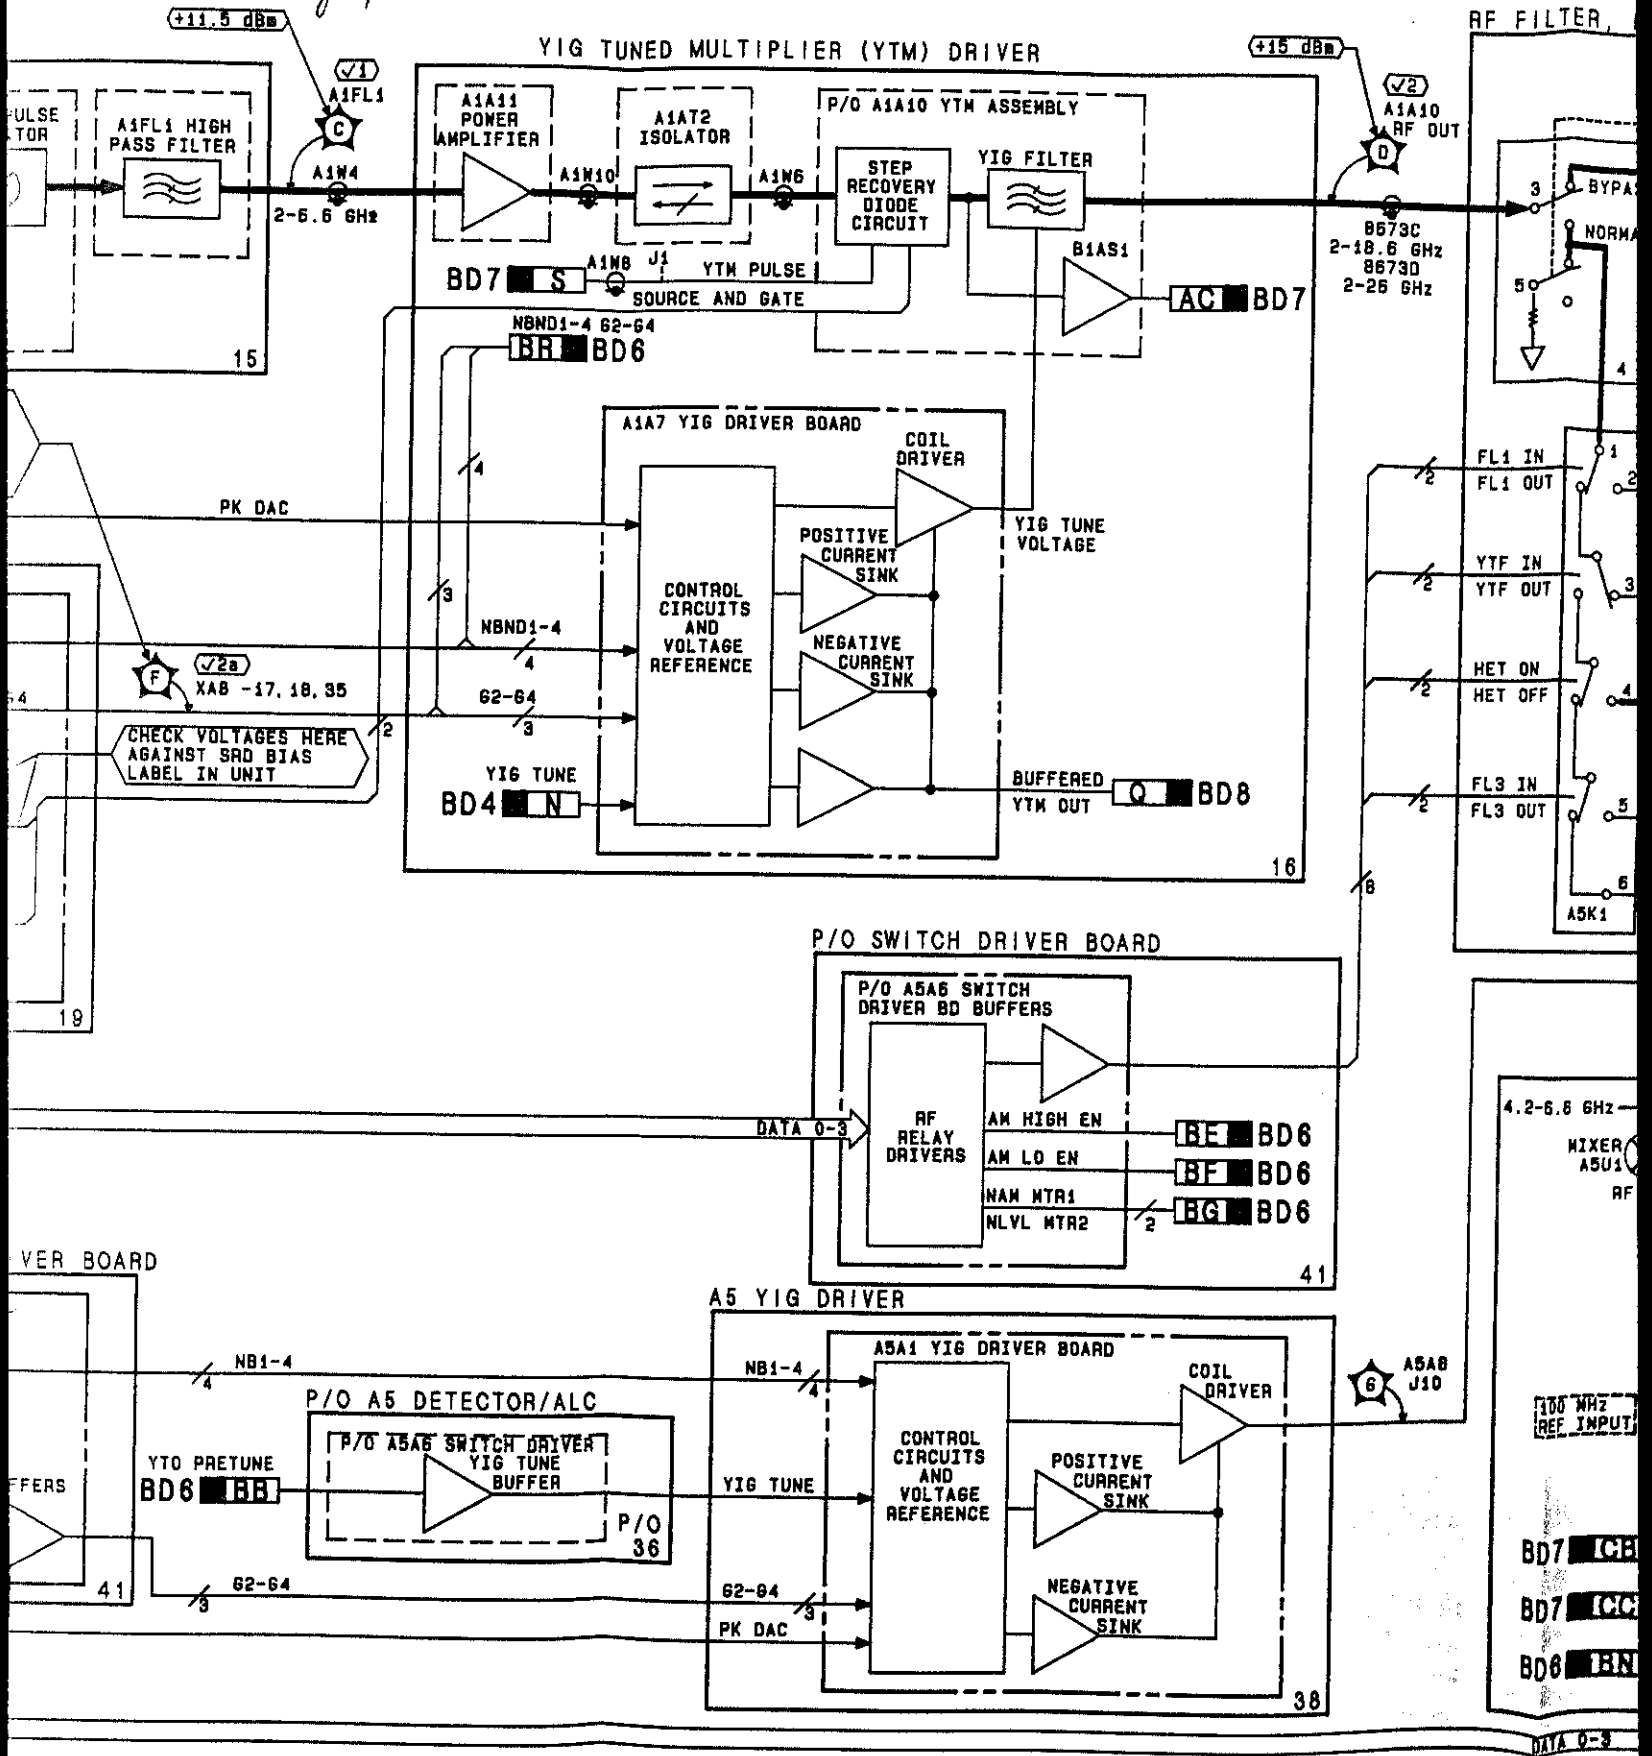 +11.5 dBm
YIG TUNED MULTIPLIER (YTM) DRIVER
+15 dBm
RF FILTER,
√1
A1FL1
C
√2
A1A10
RF OUT
D
ULSE
TOR
A1FL1 HIGH
PASS FILTER
A1W4
2-6.6 GHz
A1A11
POWER
AMPLIFIER
A1W10
A1AT2
ISOLATOR
A1W6
P/O A1A10 YTM ASSEMBLY
STEP
RECOVERY
DIODE
CIRCUIT
YIG FILTER
B1AS1
8673C
2-18.6 GHz
8673D
2-26 GHz
3
BYPAS
NORMA
5
4
BD7 S
A1W8
J1
YTM PULSE
SOURCE AND GATE
AC BD7
NBND1-4 G2-G4
BR BD6
15
A1A7 YIG DRIVER BOARD
COIL
DRIVER
4
PK DAC
POSITIVE
CURRENT
SINK
YIG TUNE
VOLTAGE
CONTROL
CIRCUITS
AND
VOLTAGE
REFERENCE
3
NBND1-4
4
NEGATIVE
CURRENT
SINK
F
√2a
XA8 -17, 18, 35
G2-G4
3
2
CHECK VOLTAGES HERE
AGAINST SRD BIAS
LABEL IN UNIT
YIG TUNE
BD4 N
BUFFERED
YTM OUT
Q BD8
16
2
FL1 IN
FL1 OUT
1
2
2
YTF IN
YTF OUT
3
2
HET ON
HET OFF
4
2
FL3 IN
FL3 OUT
5
6
A5K1
8
19
P/O SWITCH DRIVER BOARD
P/O A5A6 SWITCH
DRIVER BD BUFFERS
DATA 0-3
RF
RELAY
DRIVERS
AM HIGH EN
BE BD6
AM LO EN
BF BD6
NAM MTR1
NLVL MTR2
2
BG BD6
41
4.2-6.6 GHz
MIXER
A5U1
RF
VER BOARD
FFERS
41
A5 YIG DRIVER
NB1-4
4
P/O A5 DETECTOR/ALC
P/O A5A6 SWITCH DRIVER
YIG TUNE
BUFFER
YTO PRETUNE
BD6 BB
P/O
36
G2-G4
3
A5A1 YIG DRIVER BOARD
NB1-4
4
YIG TUNE
G2-G4
3
PK DAC
CONTROL
CIRCUITS
AND
VOLTAGE
REFERENCE
COIL
DRIVER
POSITIVE
CURRENT
SINK
NEGATIVE
CURRENT
SINK
38
A5A8
J10
100 MHz
REF INPUT
BD7 CH
BD7 CC
BD6 BN
DATA 0-3